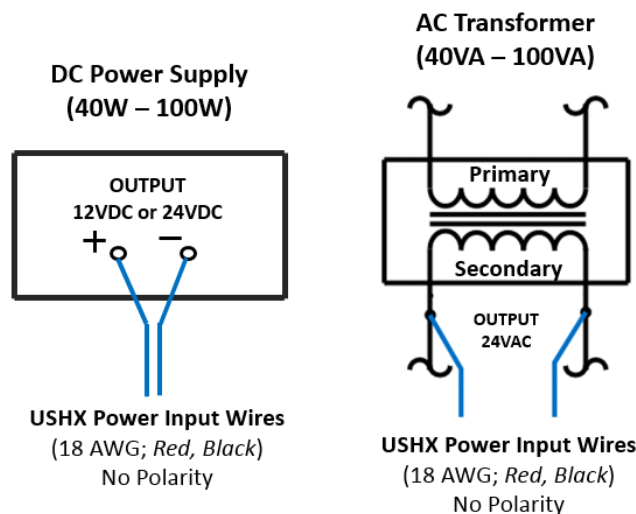 DC Power Supply
(40W – 100W)
OUTPUT
12VDC or 24VDC
+ −
USHX Power Input Wires
(18 AWG; Red, Black)
No Polarity
AC Transformer
(40VA – 100VA)
Primary
Secondary
OUTPUT
24VAC
USHX Power Input Wires
(18 AWG; Red, Black)
No Polarity